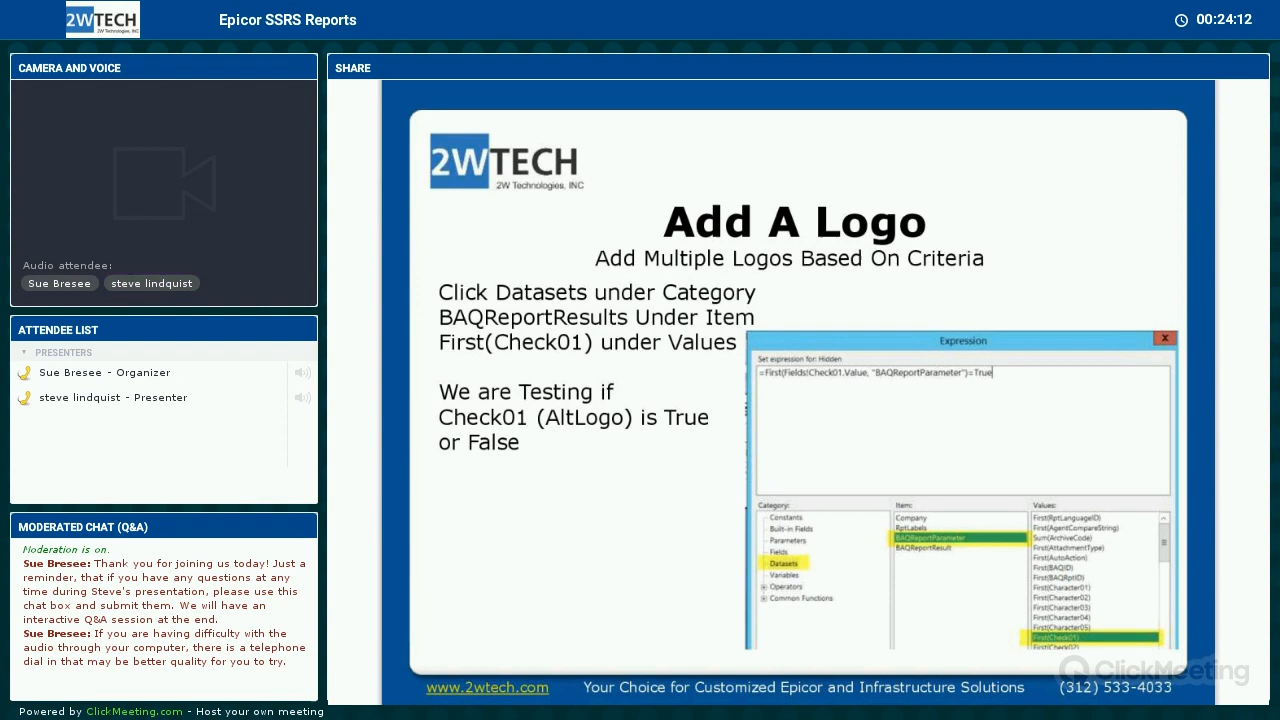 2WTECH
2W Technologies, INC
Epicor SSRS Reports
00:24:12
CAMERA AND VOICE
Audio attendee:
Sue Bresee
steve lindquist
ATTENDEE LIST
PRESENTERS
Sue Bresee - Organizer
steve lindquist - Presenter
MODERATED CHAT (Q&A)
Moderation is on.
Sue Bresee: Thank you for joining us today! Just a
reminder, that if you have any questions at any
time during Steve's presentation, please use this
chat box and submit them. We will have an
interactive Q&A session at the end.
Sue Bresee: If you are having difficulty with the
audio through your computer, there is a telephone
dial in that may be better quality for you to try.
Powered by ClickMeeting.com - Host your own meeting
SHARE
2WTECH
2W Technologies, INC
Add A Logo
Add Multiple Logos Based On Criteria
Click Datasets under Category
BAQReportResults Under Item
First(Check01) under Values
We are Testing if
Check01 (AltLogo) is True
or False
Expression
x
Set expression for: Hidden
=First(Fields!Check01.Value, "BAQReportParameter")=True
Category:
Constants
Built-in Fields
Parameters
Fields
Datasets
Variables
Operators
Common Functions
Item:
Company
RptLabels
BAQReportParameter
BAQReportResult
Values:
First(RptLanguageID)
First(AgentCompareString)
Sum(ArchiveCode)
First(AttachmentType)
First(AutoAction)
First(BAQID)
First(BAQRptID)
First(Character01)
First(Character02)
First(Character03)
First(Character04)
First(Character05)
First(Check01)
First(Check02)
ClickMeeting
www.2wtech.com
Your Choice for Customized Epicor and Infrastructure Solutions
(312) 533-4033